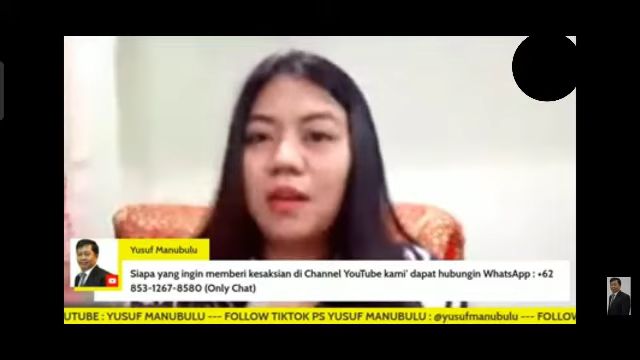 Yusuf Manubulu
Siapa yang ingin memberi kesaksian di Channel YouTube kami' dapat hubungin WhatsApp : +62
853-1267-8580 (Only Chat)
UTUBE : YUSUF MANUBULU --- FOLLOW TIKTOK PS YUSUF MANUBULU : @yusufmanubulu --- FOLLOW